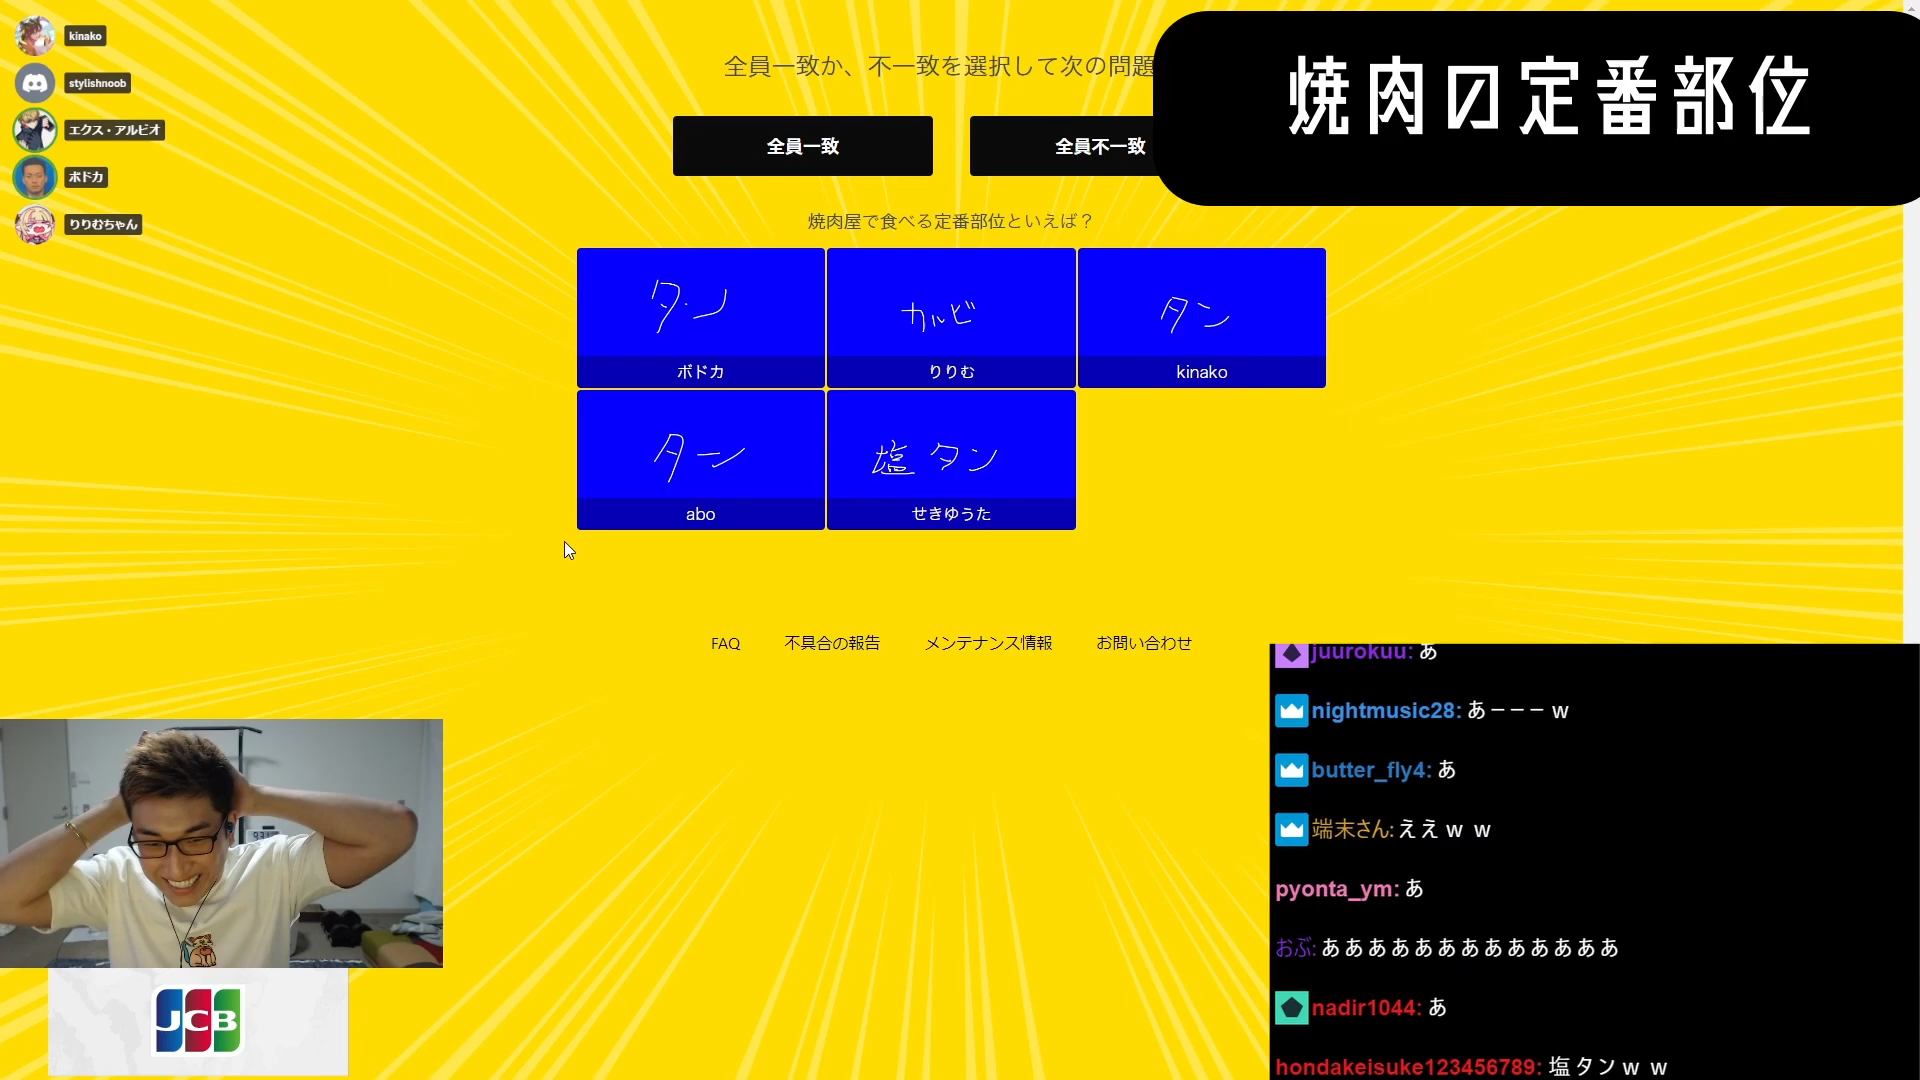 kinako
stylishnoob
エクス・アルビオ
ボドカ
りりむちゃん
全員一致か、不一致を選択して次の問題
焼肉の定番部位
全員一致
全員不一致
焼肉屋で食べる定番部位といえば？
タン
カルビ
タン
ボドカ
りりむ
kinako
タン
塩タン
abo
せきゆうた
FAQ
不具合の報告
メンテナンス情報
お問い合わせ
juurokuu: あ
nightmusic28: あーーーｗ
butter_fly4: あ
端末さん: ええｗｗ
pyonta_ym: あ
おぶ: あああああああああああああ
nadir1044: あ
hondakeisuke123456789: 塩タンｗｗ
JCB